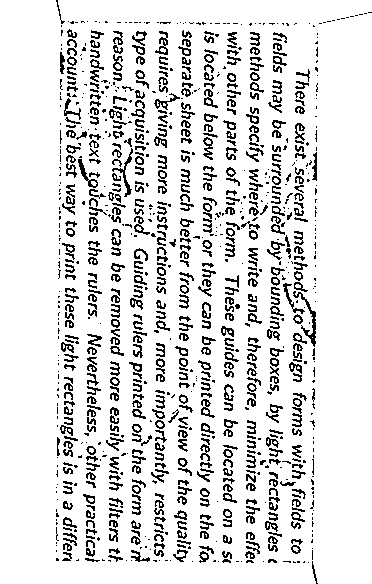 There exist several methods to design forms with fields to
fields may be surrounded by bounding boxes, by light rectangles
methods specify where to write and, therefore, minimize the effec
with other parts of the form. These guides can be located on a s
is located below the form or they can be printed directly on the fo
separate sheet is much better from the point of view of the quality
requires giving more instructions and, more importantly, restricts
type of acquisition is used. Guiding rulers printed on the form are
reason. Light rectangles can be removed more easily with filters th
handwritten text touches the rulers. Nevertheless, other practical
account: The best way to print these light rectangles is in a differen